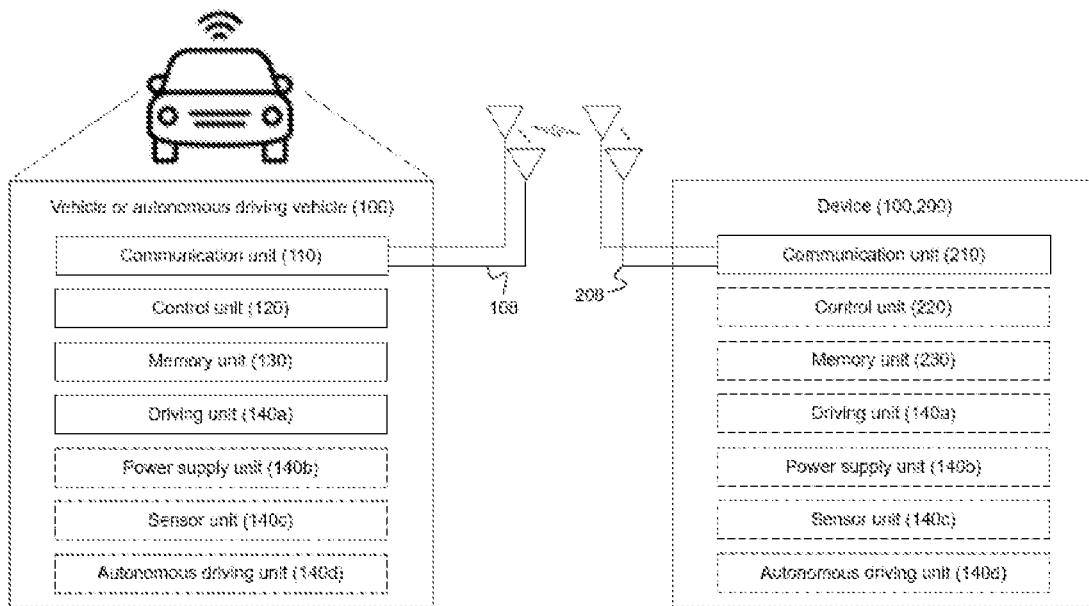 Vehicle or autonomous driving vehicle (100)
Communication unit (110)
Control unit (120)
Memory unit (130)
Driving unit (140a)
Power supply unit (140b)
Sensor unit (140c)
Autonomous driving unit (140d)
108
208
Device (100,200)
Communication unit (210)
Control unit (220)
Memory unit (230)
Driving unit (140a)
Power supply unit (140b)
Sensor unit (140c)
Autonomous driving unit (140d)